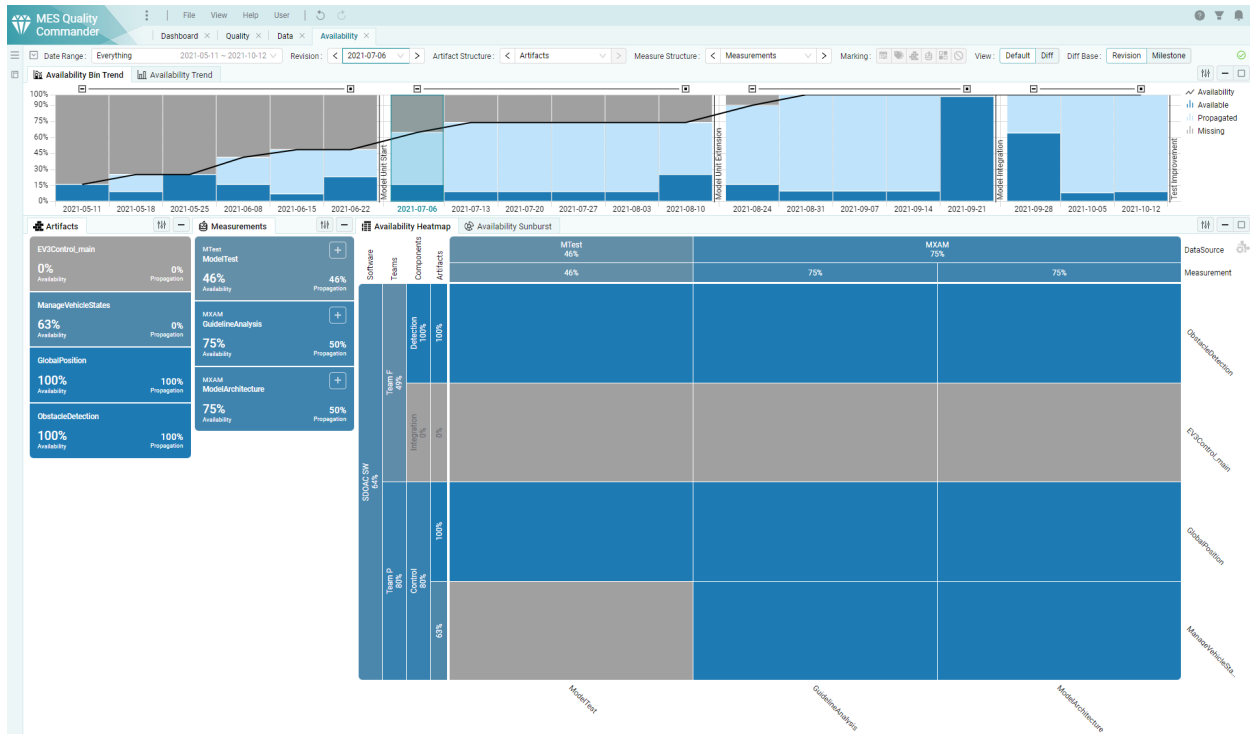 MES Quality
Commander
File View Help User
Dashboard × Quality × Data × Availability ×
Date Range: Everything 2021-05-11 ~ 2021-10-12 Revision: < 2021-07-06 > Artifact Structure: < Artifacts > Measure Structure: < Measurements > Marking: View: Default Diff Diff Base: Revision Milestone
Availability Bin Trend Availability Trend
100%
90%
75%
60%
45%
30%
15%
0%
Model Unit Start
Model Unit Extension
Model Integration
Test Improvement
Availability
Available
Propagated
Missing
2021-05-11 2021-05-18 2021-05-25 2021-06-08 2021-06-15 2021-06-22 2021-07-06 2021-07-13 2021-07-20 2021-07-27 2021-08-03 2021-08-10 2021-08-24 2021-08-31 2021-09-07 2021-09-14 2021-09-21 2021-09-28 2021-10-05 2021-10-12
Artifacts
EV3Control_main
0% 0%
Availability Propagation
ManageVehicleStates
63% 0%
Availability Propagation
GlobalPosition
100% 100%
Availability Propagation
ObstacleDetection
100% 100%
Availability Propagation
Measurements
MTest
ModelTest
46% 46%
Availability Propagation
MXAM
GuidelineAnalysis
75% 50%
Availability Propagation
MXAM
ModelArchitecture
75% 50%
Availability Propagation
Availability Heatmap Availability Sunburst
Software
Teams
Components
Artifacts
MTest
46%
MXAM
75%
DataSource
46% 75% 75%
Measurement
SDOAC SW
64%
Team F
49%
Detection
100%
100%
ObstacleDetection
Integration
0%
0%
EV3Control_main
Team P
80%
Control
80%
100%
GlobalPosition
63%
ManageVehicleSta...
ModelTest
GuidelineAnalysis
ModelArchitecture